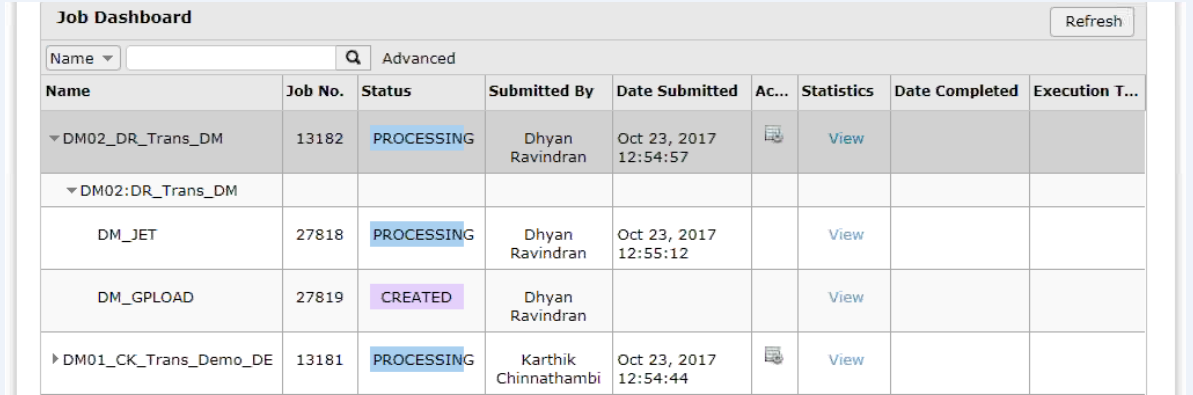 Job Dashboard Refresh
Name Advanced
Name Job No. Status Submitted By Date Submitted Ac... Statistics Date Completed Execution T...
DM02_DR_Trans_DM 13182 PROCESSING Dhyan Ravindran Oct 23, 2017 12:54:57 View
DM02:DR_Trans_DM
DM_JET 27818 PROCESSING Dhyan Ravindran Oct 23, 2017 12:55:12 View
DM_GPLOAD 27819 CREATED Dhyan Ravindran View
DM01_CK_Trans_Demo_DE 13181 PROCESSING Karthik Chinnathambi Oct 23, 2017 12:54:44 View